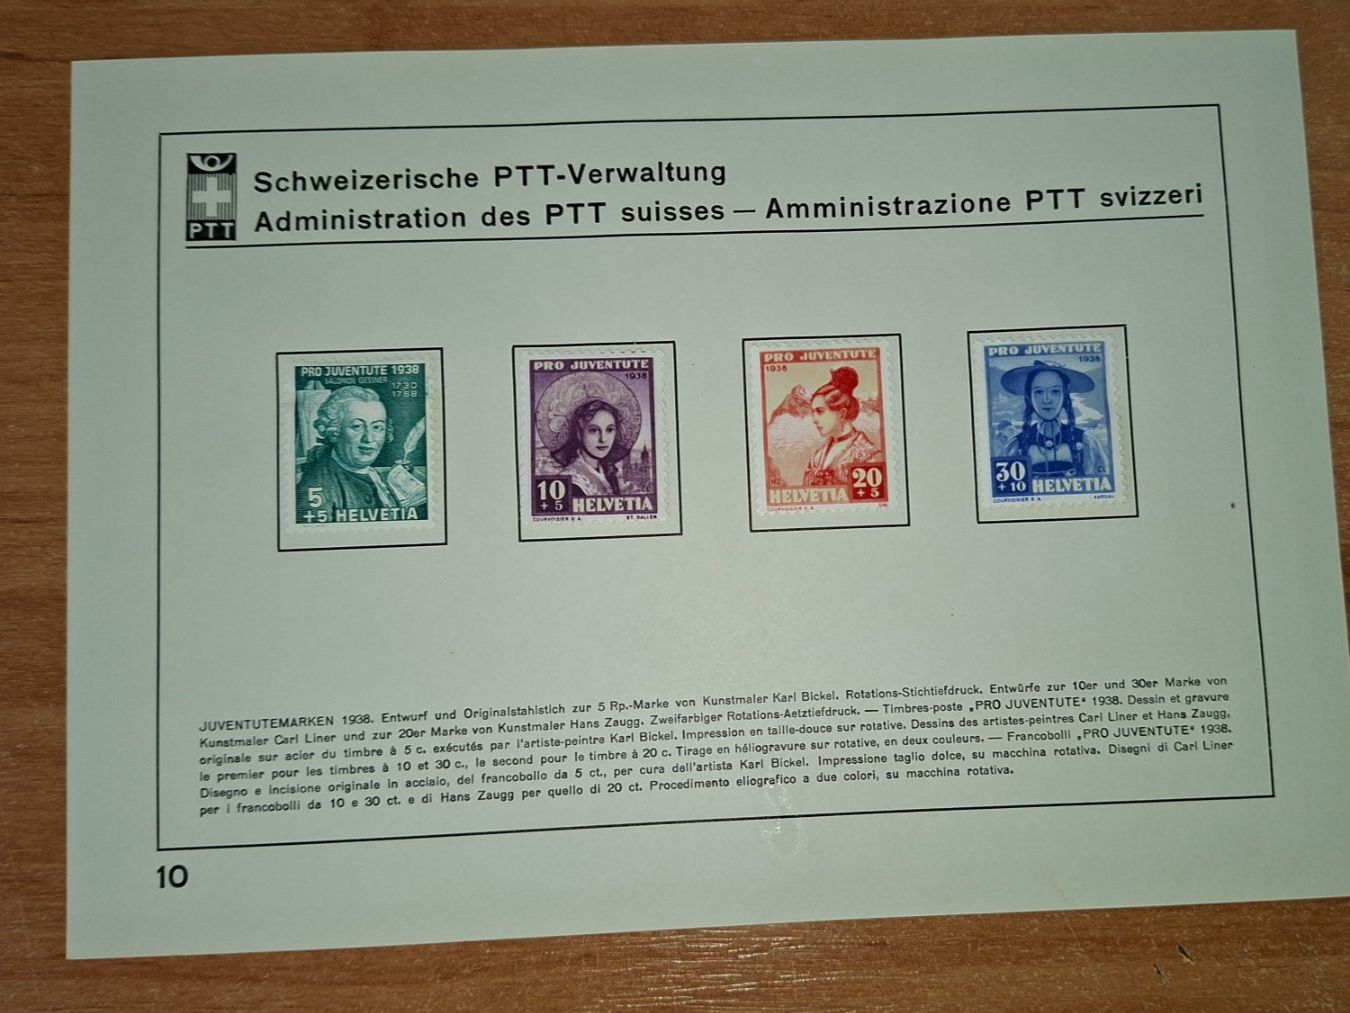 Schweizerische PTT-Verwaltung
PTT
Administration des PTT suisses — Amministrazione PTT svizzeri
PRO JUVENTUTE 1938
SALOMON GESSNER
1730
1788
5
+5 HELVETIA
PRO JUVENTUTE
1938
10
+5 HELVETIA
COURVOISIER S.A. ST. GALLEN
PRO JUVENTUTE
1938
HZ
20
HELVETIA +5
COURVOISIER S.A. URI
PRO JUVENTUTE
1938
30 CL
+10 HELVETIA
COURVOISIER S.A. AARGAU
JUVENTUTEMARKEN 1938. Entwurf und Originalstahlstich zur 5 Rp.-Marke von Kunstmaler Karl Bickel. Rotations-Stichtiefdruck. Entwürfe zur 10er und 30er Marke von
Kunstmaler Carl Liner und zur 20er Marke von Kunstmaler Hans Zaugg. Zweifarbiger Rotations-Aetztiefdruck. — Timbres-poste „PRO JUVENTUTE" 1938. Dessin et gravure
originale sur acier du timbre à 5 c. exécutés par l'artiste-peintre Karl Bickel. Impression en taille-douce sur rotative. Dessins des artistes-peintres Carl Liner et Hans Zaugg,
le premier pour les timbres à 10 et 30 c., le second pour le timbre à 20 c. Tirage en héliogravure sur rotative, en deux couleurs. — Francobolli „PRO JUVENTUTE" 1938.
Disegno e incisione originale in acciaio, del francobollo da 5 ct., per cura dell'artista Karl Bickel. Impressione taglio dolce, su macchina rotativa. Disegni di Carl Liner
per i francobolli da 10 e 30 ct. e di Hans Zaugg per quello di 20 ct. Procedimento eliografico a due colori, su macchina rotativa.
10